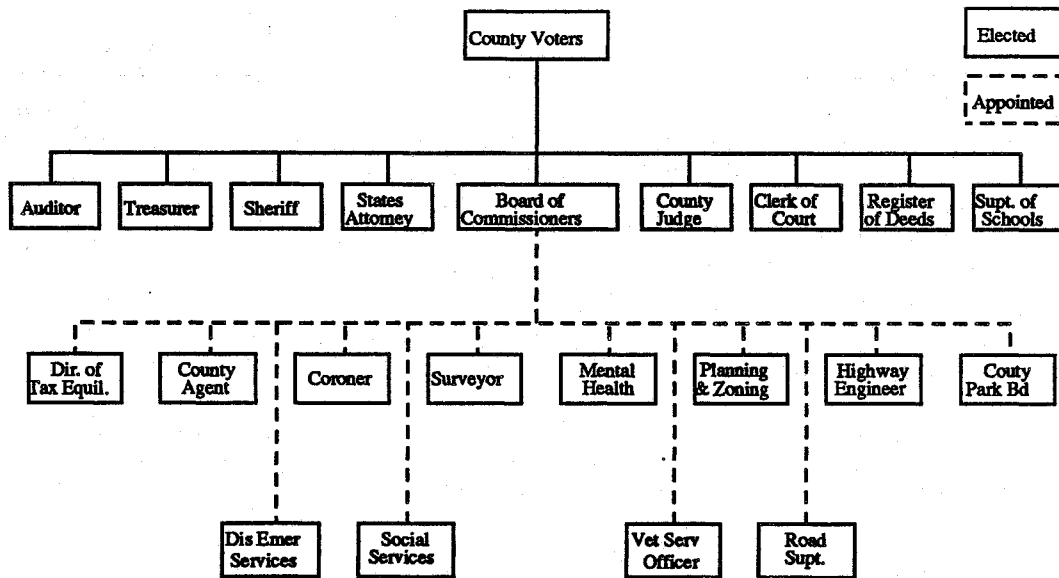 County Voters
Elected
Appointed
Auditor
Treasurer
Sheriff
States
Attorney
Board of
Commissioners
County
Judge
Clerk of
Court
Register
of Deeds
Supt. of
Schools
Dir. of
Tax Equil.
County
Agent
Coroner
Surveyor
Mental
Health
Planning
& Zoning
Highway
Engineer
Couty
Park Bd
Dis Emer
Services
Social
Services
Vet Serv
Officer
Road
Supt.